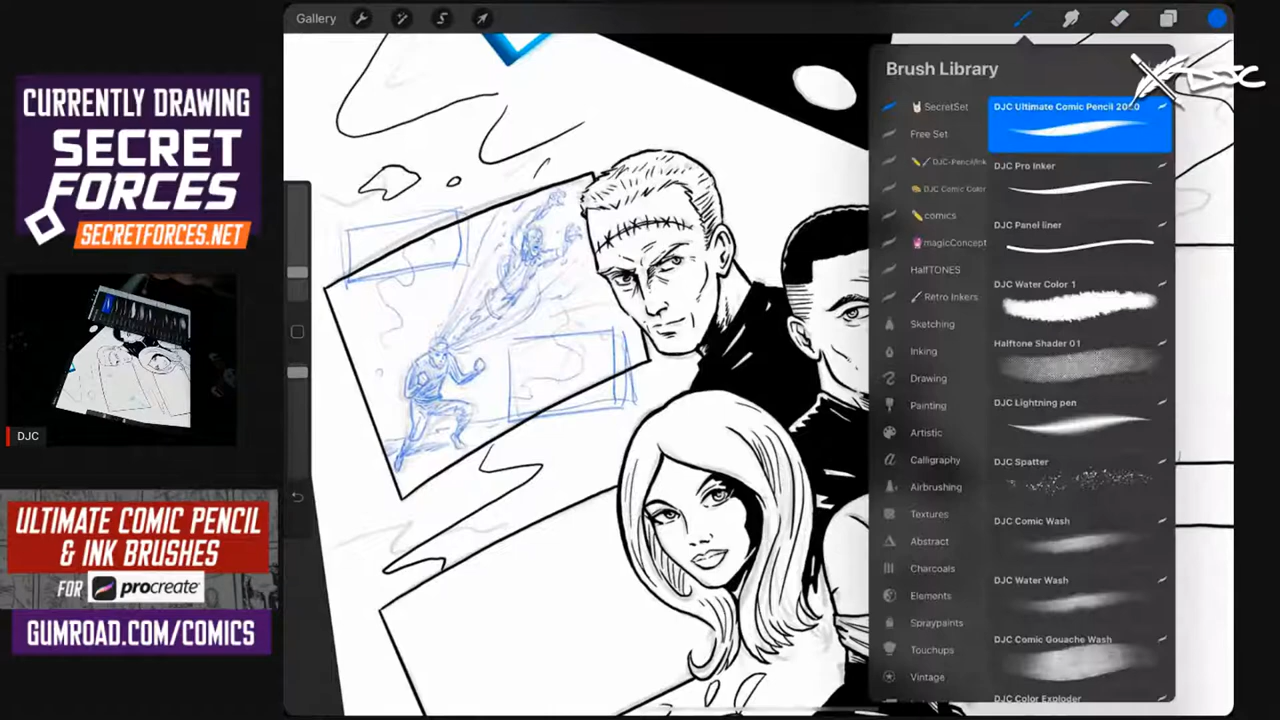 Gallery
CURRENTLY DRAWING
SECRET
FORCES
SECRETFORCES.NET
DJC
ULTIMATE COMIC PENCIL
& INK BRUSHES
FOR procreate
GUMROAD.COM/COMICS
Brush Library
DJC
SecretSet
Free Set
DJC-Pencil/Ink
DJC Comic Color
comics
magicConcept
HalfTONES
Retro Inkers
Sketching
Inking
Drawing
Painting
Artistic
Calligraphy
Airbrushing
Textures
Abstract
Charcoals
Elements
Spraypaints
Touchups
Vintage
DJC Ultimate Comic Pencil 2020
DJC Pro Inker
DJC Panel liner
DJC Water Color 1
Halftone Shader 01
DJC Lightning pen
DJC Spatter
DJC Comic Wash
DJC Water Wash
DJC Comic Gouache Wash
DJC Color Exploder